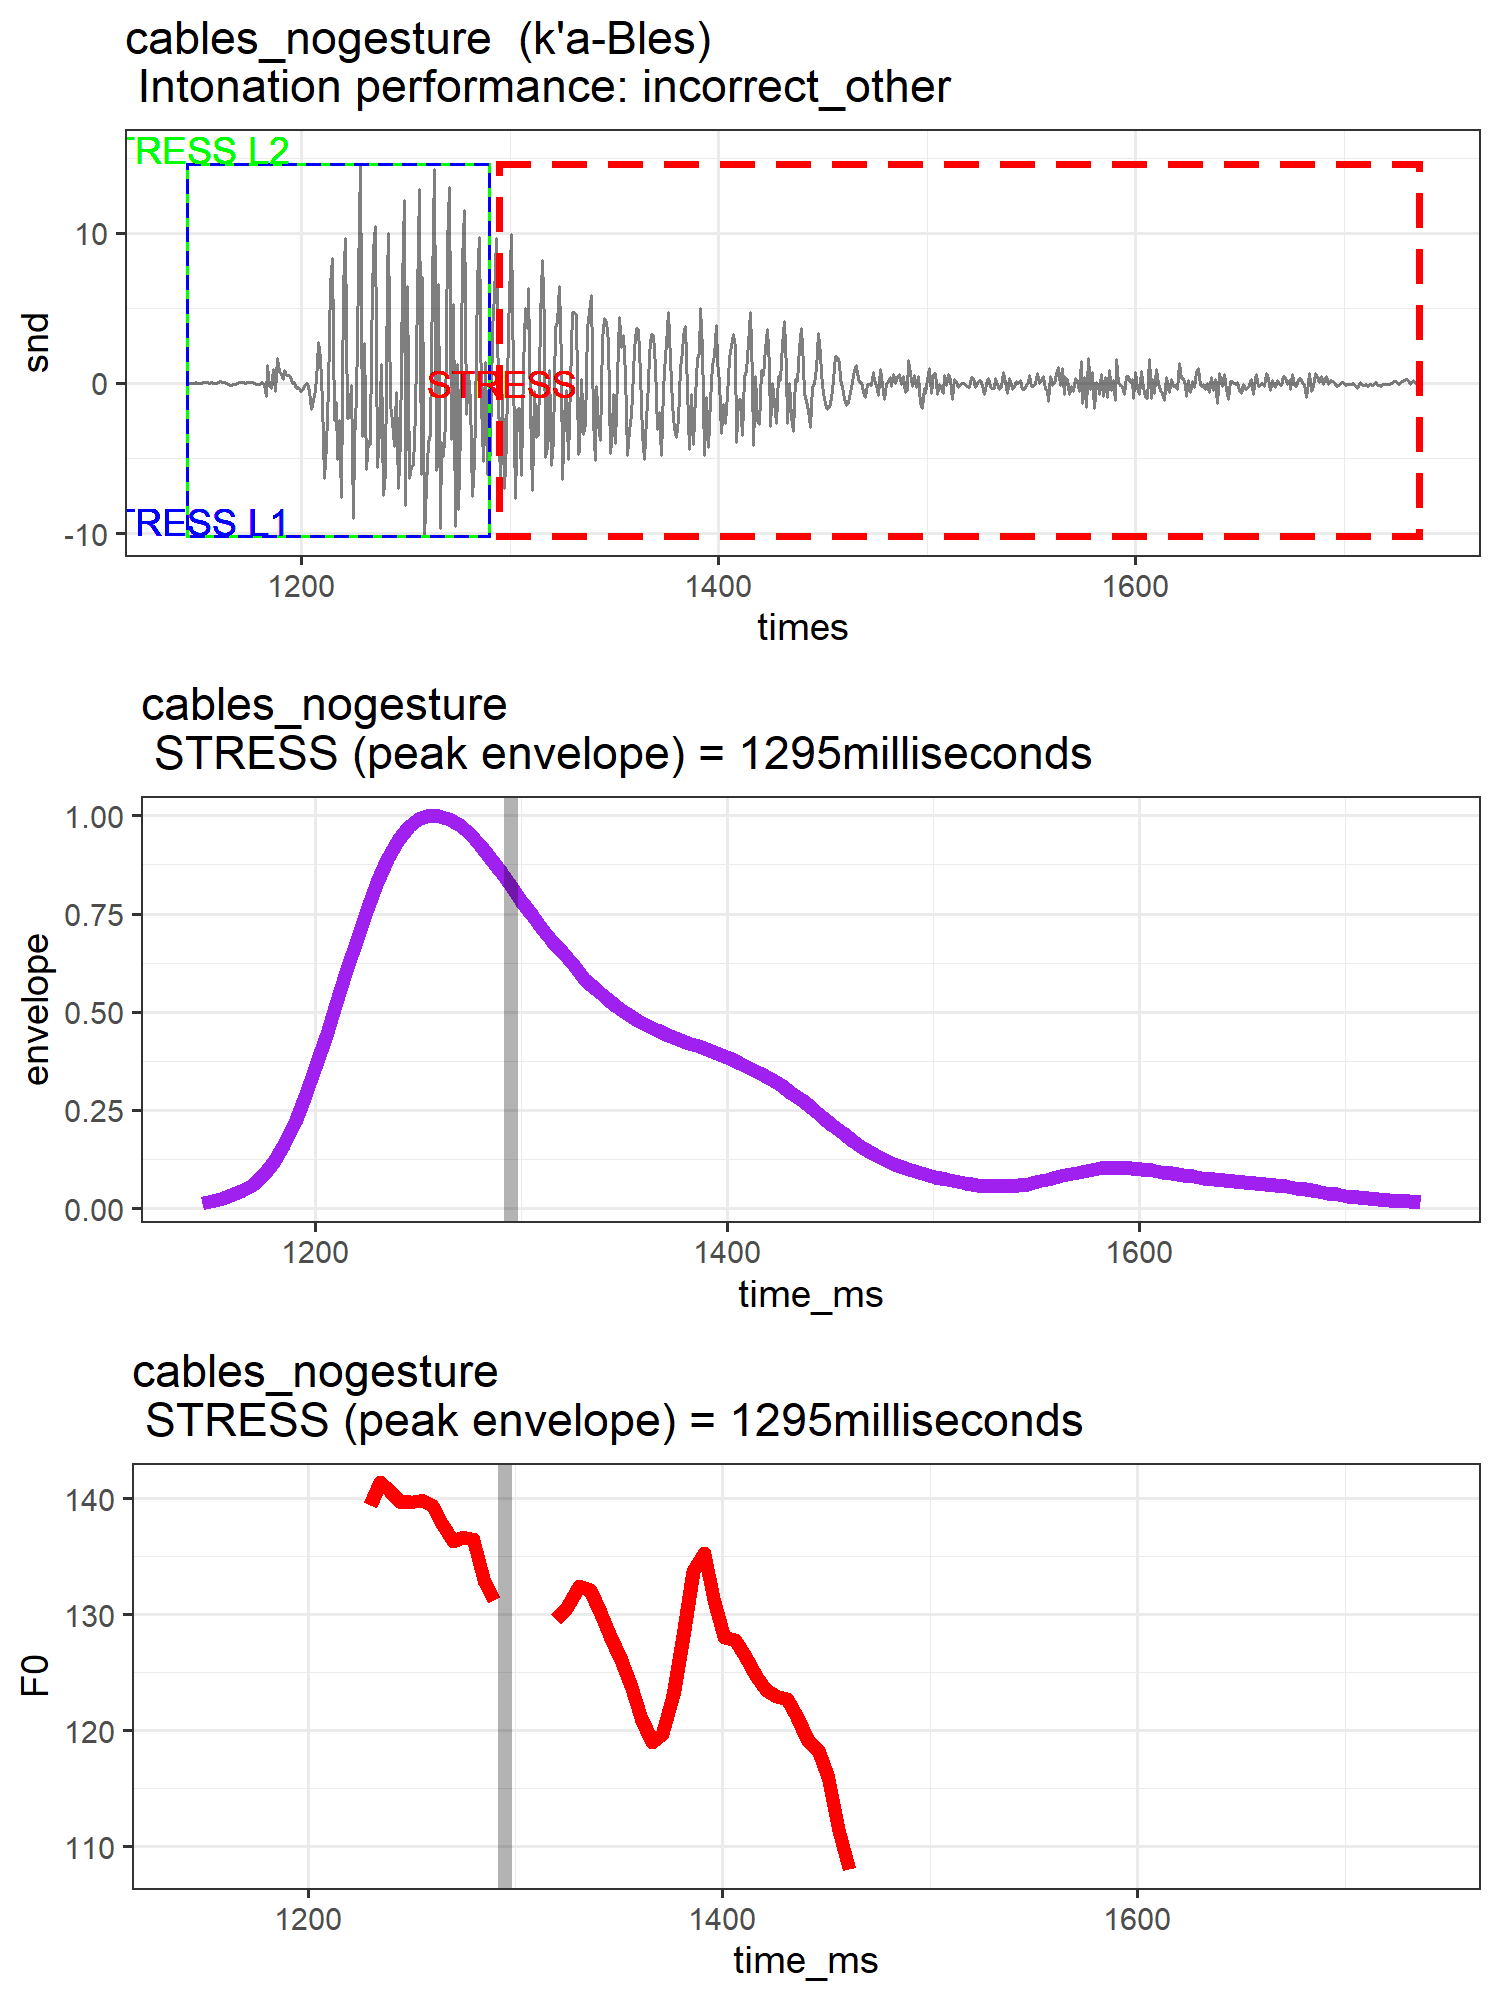 cables_nogesture  (k'a-Bles)
Intonation performance: incorrect_other
TRESS L2
10
0
-10
snd
STRESS
TRESS L1
1200 1400 1600
times
cables_nogesture
STRESS (peak envelope) = 1295milliseconds
1.00
0.75
0.50
0.25
0.00
envelope
1200 1400 1600
time_ms
cables_nogesture
STRESS (peak envelope) = 1295milliseconds
140
130
120
110
F0
1200 1400 1600
time_ms